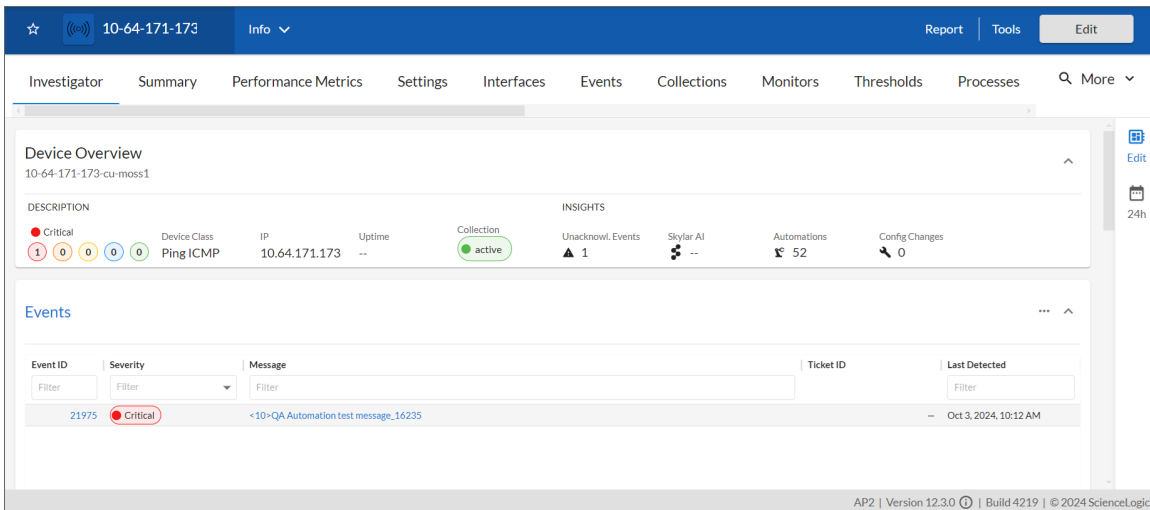 10-64-171-173 Info Report Tools Edit
Investigator Summary Performance Metrics Settings Interfaces Events Collections Monitors Thresholds Processes More
Device Overview
10-64-171-173-cu-moss1
Edit
24h
DESCRIPTION INSIGHTS
Critical Device Class IP Uptime Collection Unacknowl. Events Skylar AI Automations Config Changes
1 0 0 0 0 Ping ICMP 10.64.171.173 -- active 1 -- 52 0
Events ...
Event ID Severity Message Ticket ID Last Detected
Filter Filter Filter Filter
21975 Critical <10>QA Automation test message_16235 -- Oct 3, 2024, 10:12 AM
AP2 | Version 12.3.0 | Build 4219 | © 2024 ScienceLogic